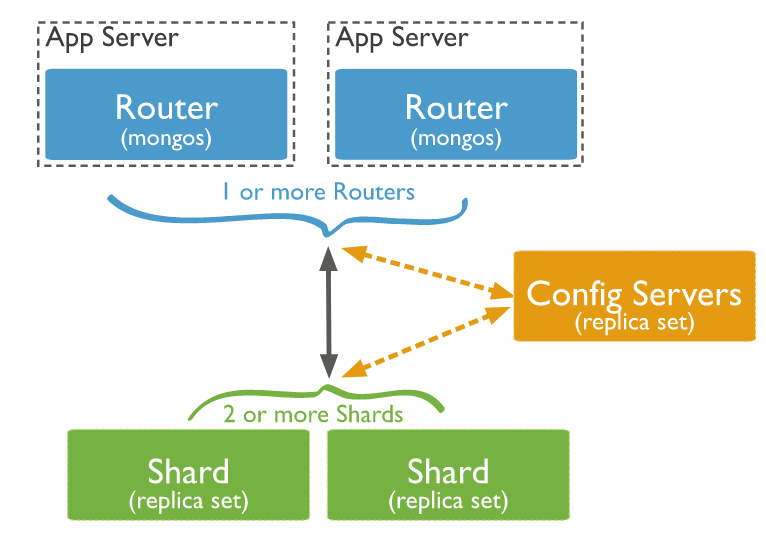 App Server
App Server
Router
(mongos)
Router
(mongos)
1 or more Routers
Config Servers
(replica set)
2 or more Shards
Shard
(replica set)
Shard
(replica set)